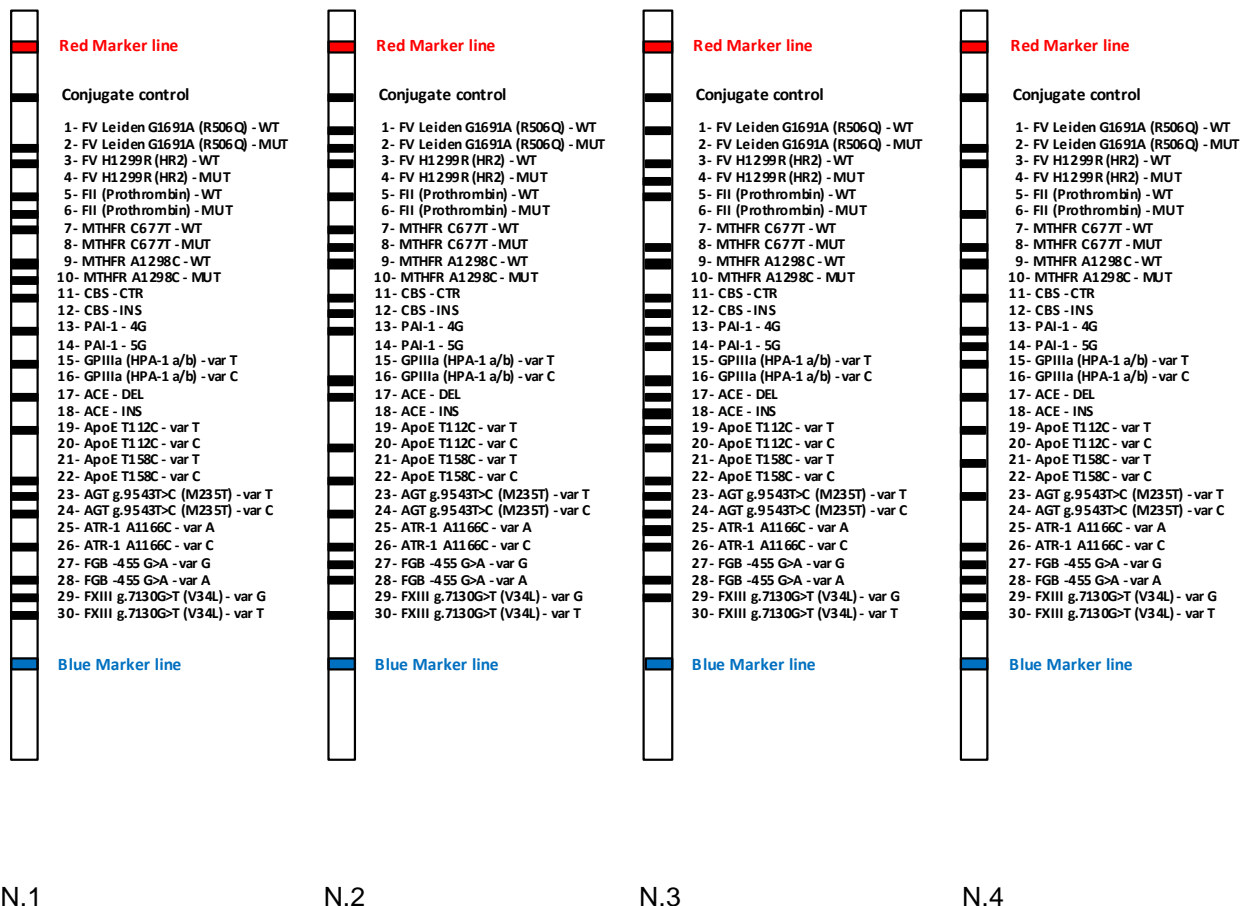 Red Marker line
Conjugate control
1- FV Leiden G1691A (R506Q) - WT
2- FV Leiden G1691A (R506Q) - MUT
3- FV H1299R (HR2) - WT
4- FV H1299R (HR2) - MUT
5- FII (Prothrombin) - WT
6- FII (Prothrombin) - MUT
7- MTHFR C677T - WT
8- MTHFR C677T - MUT
9- MTHFR A1298C - WT
10- MTHFR A1298C - MUT
11- CBS - CTR
12- CBS - INS
13- PAI-1 - 4G
14- PAI-1 - 5G
15- GPIIIa (HPA-1 a/b) - var T
16- GPIIIa (HPA-1 a/b) - var C
17- ACE - DEL
18- ACE - INS
19- ApoE T112C - var T
20- ApoE T112C - var C
21- ApoE T158C - var T
22- ApoE T158C - var C
23- AGT g.9543T>C (M235T) - var T
24- AGT g.9543T>C (M235T) - var C
25- ATR-1 A1166C - var A
26- ATR-1 A1166C - var C
27- FGB -455 G>A - var G
28- FGB -455 G>A - var A
29- FXIII g.7130G>T (V34L) - var G
30- FXIII g.7130G>T (V34L) - var T
Blue Marker line
N.1
Red Marker line
Conjugate control
1- FV Leiden G1691A (R506Q) - WT
2- FV Leiden G1691A (R506Q) - MUT
3- FV H1299R (HR2) - WT
4- FV H1299R (HR2) - MUT
5- FII (Prothrombin) - WT
6- FII (Prothrombin) - MUT
7- MTHFR C677T - WT
8- MTHFR C677T - MUT
9- MTHFR A1298C - WT
10- MTHFR A1298C - MUT
11- CBS - CTR
12- CBS - INS
13- PAI-1 - 4G
14- PAI-1 - 5G
15- GPIIIa (HPA-1 a/b) - var T
16- GPIIIa (HPA-1 a/b) - var C
17- ACE - DEL
18- ACE - INS
19- ApoE T112C - var T
20- ApoE T112C - var C
21- ApoE T158C - var T
22- ApoE T158C - var C
23- AGT g.9543T>C (M235T) - var T
24- AGT g.9543T>C (M235T) - var C
25- ATR-1 A1166C - var A
26- ATR-1 A1166C - var C
27- FGB -455 G>A - var G
28- FGB -455 G>A - var A
29- FXIII g.7130G>T (V34L) - var G
30- FXIII g.7130G>T (V34L) - var T
Blue Marker line
N.2
Red Marker line
Conjugate control
1- FV Leiden G1691A (R506Q) - WT
2- FV Leiden G1691A (R506Q) - MUT
3- FV H1299R (HR2) - WT
4- FV H1299R (HR2) - MUT
5- FII (Prothrombin) - WT
6- FII (Prothrombin) - MUT
7- MTHFR C677T - WT
8- MTHFR C677T - MUT
9- MTHFR A1298C - WT
10- MTHFR A1298C - MUT
11- CBS - CTR
12- CBS - INS
13- PAI-1 - 4G
14- PAI-1 - 5G
15- GPIIIa (HPA-1 a/b) - var T
16- GPIIIa (HPA-1 a/b) - var C
17- ACE - DEL
18- ACE - INS
19- ApoE T112C - var T
20- ApoE T112C - var C
21- ApoE T158C - var T
22- ApoE T158C - var C
23- AGT g.9543T>C (M235T) - var T
24- AGT g.9543T>C (M235T) - var C
25- ATR-1 A1166C - var A
26- ATR-1 A1166C - var C
27- FGB -455 G>A - var G
28- FGB -455 G>A - var A
29- FXIII g.7130G>T (V34L) - var G
30- FXIII g.7130G>T (V34L) - var T
Blue Marker line
N.3
Red Marker line
Conjugate control
1- FV Leiden G1691A (R506Q) - WT
2- FV Leiden G1691A (R506Q) - MUT
3- FV H1299R (HR2) - WT
4- FV H1299R (HR2) - MUT
5- FII (Prothrombin) - WT
6- FII (Prothrombin) - MUT
7- MTHFR C677T - WT
8- MTHFR C677T - MUT
9- MTHFR A1298C - WT
10- MTHFR A1298C - MUT
11- CBS - CTR
12- CBS - INS
13- PAI-1 - 4G
14- PAI-1 - 5G
15- GPIIIa (HPA-1 a/b) - var T
16- GPIIIa (HPA-1 a/b) - var C
17- ACE - DEL
18- ACE - INS
19- ApoE T112C - var T
20- ApoE T112C - var C
21- ApoE T158C - var T
22- ApoE T158C - var C
23- AGT g.9543T>C (M235T) - var T
24- AGT g.9543T>C (M235T) - var C
25- ATR-1 A1166C - var A
26- ATR-1 A1166C - var C
27- FGB -455 G>A - var G
28- FGB -455 G>A - var A
29- FXIII g.7130G>T (V34L) - var G
30- FXIII g.7130G>T (V34L) - var T
Blue Marker line
N.4